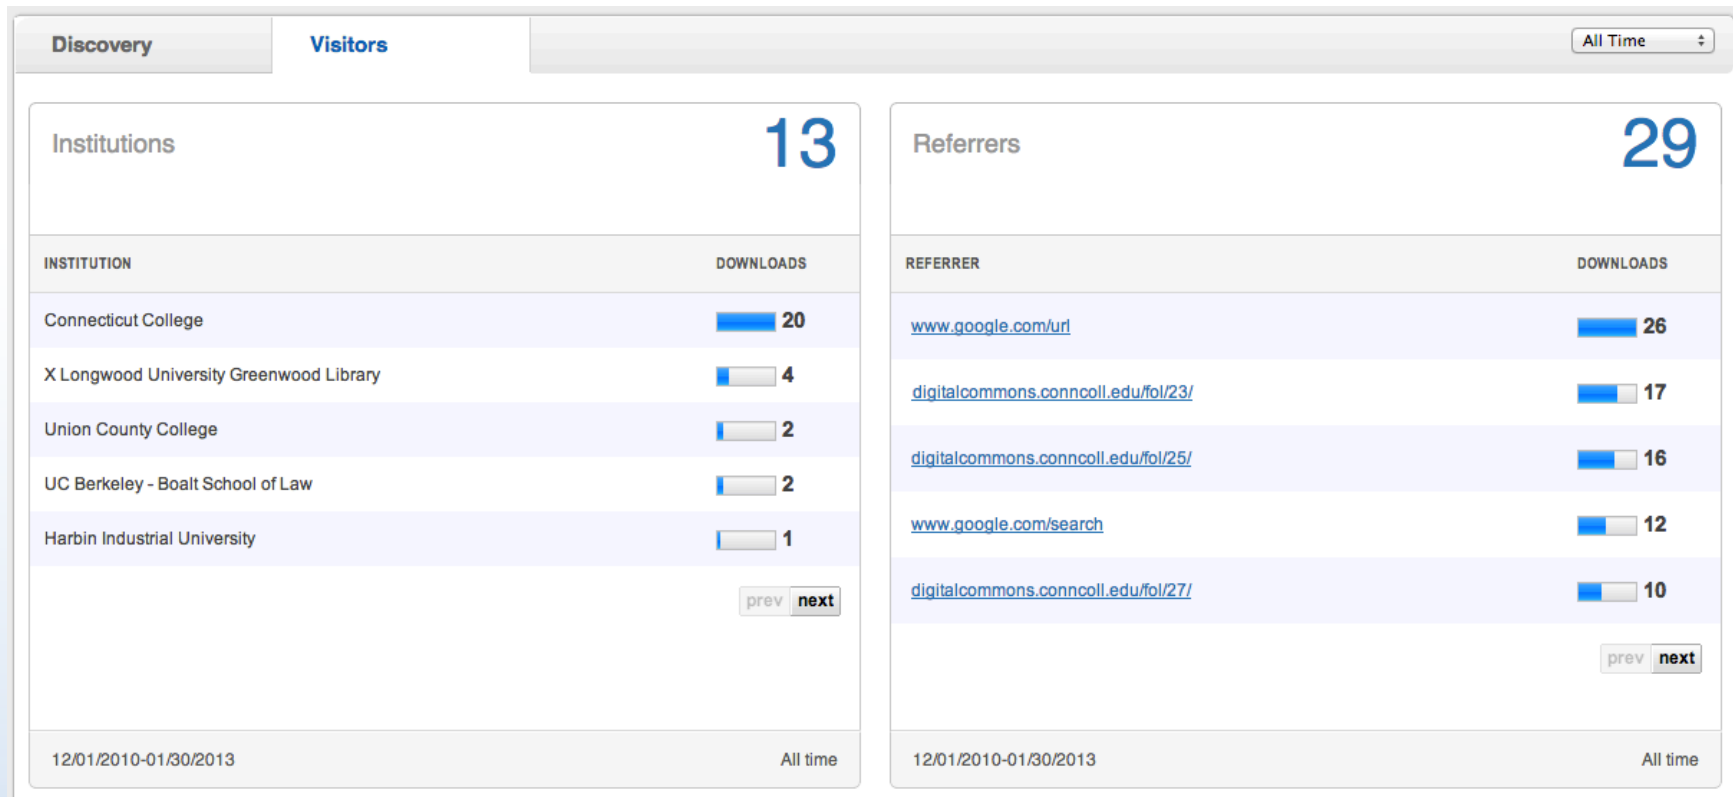 Discovery Visitors All Time
Institutions 13
INSTITUTION DOWNLOADS
Connecticut College 20
X Longwood University Greenwood Library 4
Union County College 2
UC Berkeley - Boalt School of Law 2
Harbin Industrial University 1
prev next
12/01/2010-01/30/2013 All time
Referrers 29
REFERRER DOWNLOADS
www.google.com/url 26
digitalcommons.conncoll.edu/fol/23/ 17
digitalcommons.conncoll.edu/fol/25/ 16
www.google.com/search 12
digitalcommons.conncoll.edu/fol/27/ 10
prev next
12/01/2010-01/30/2013 All time